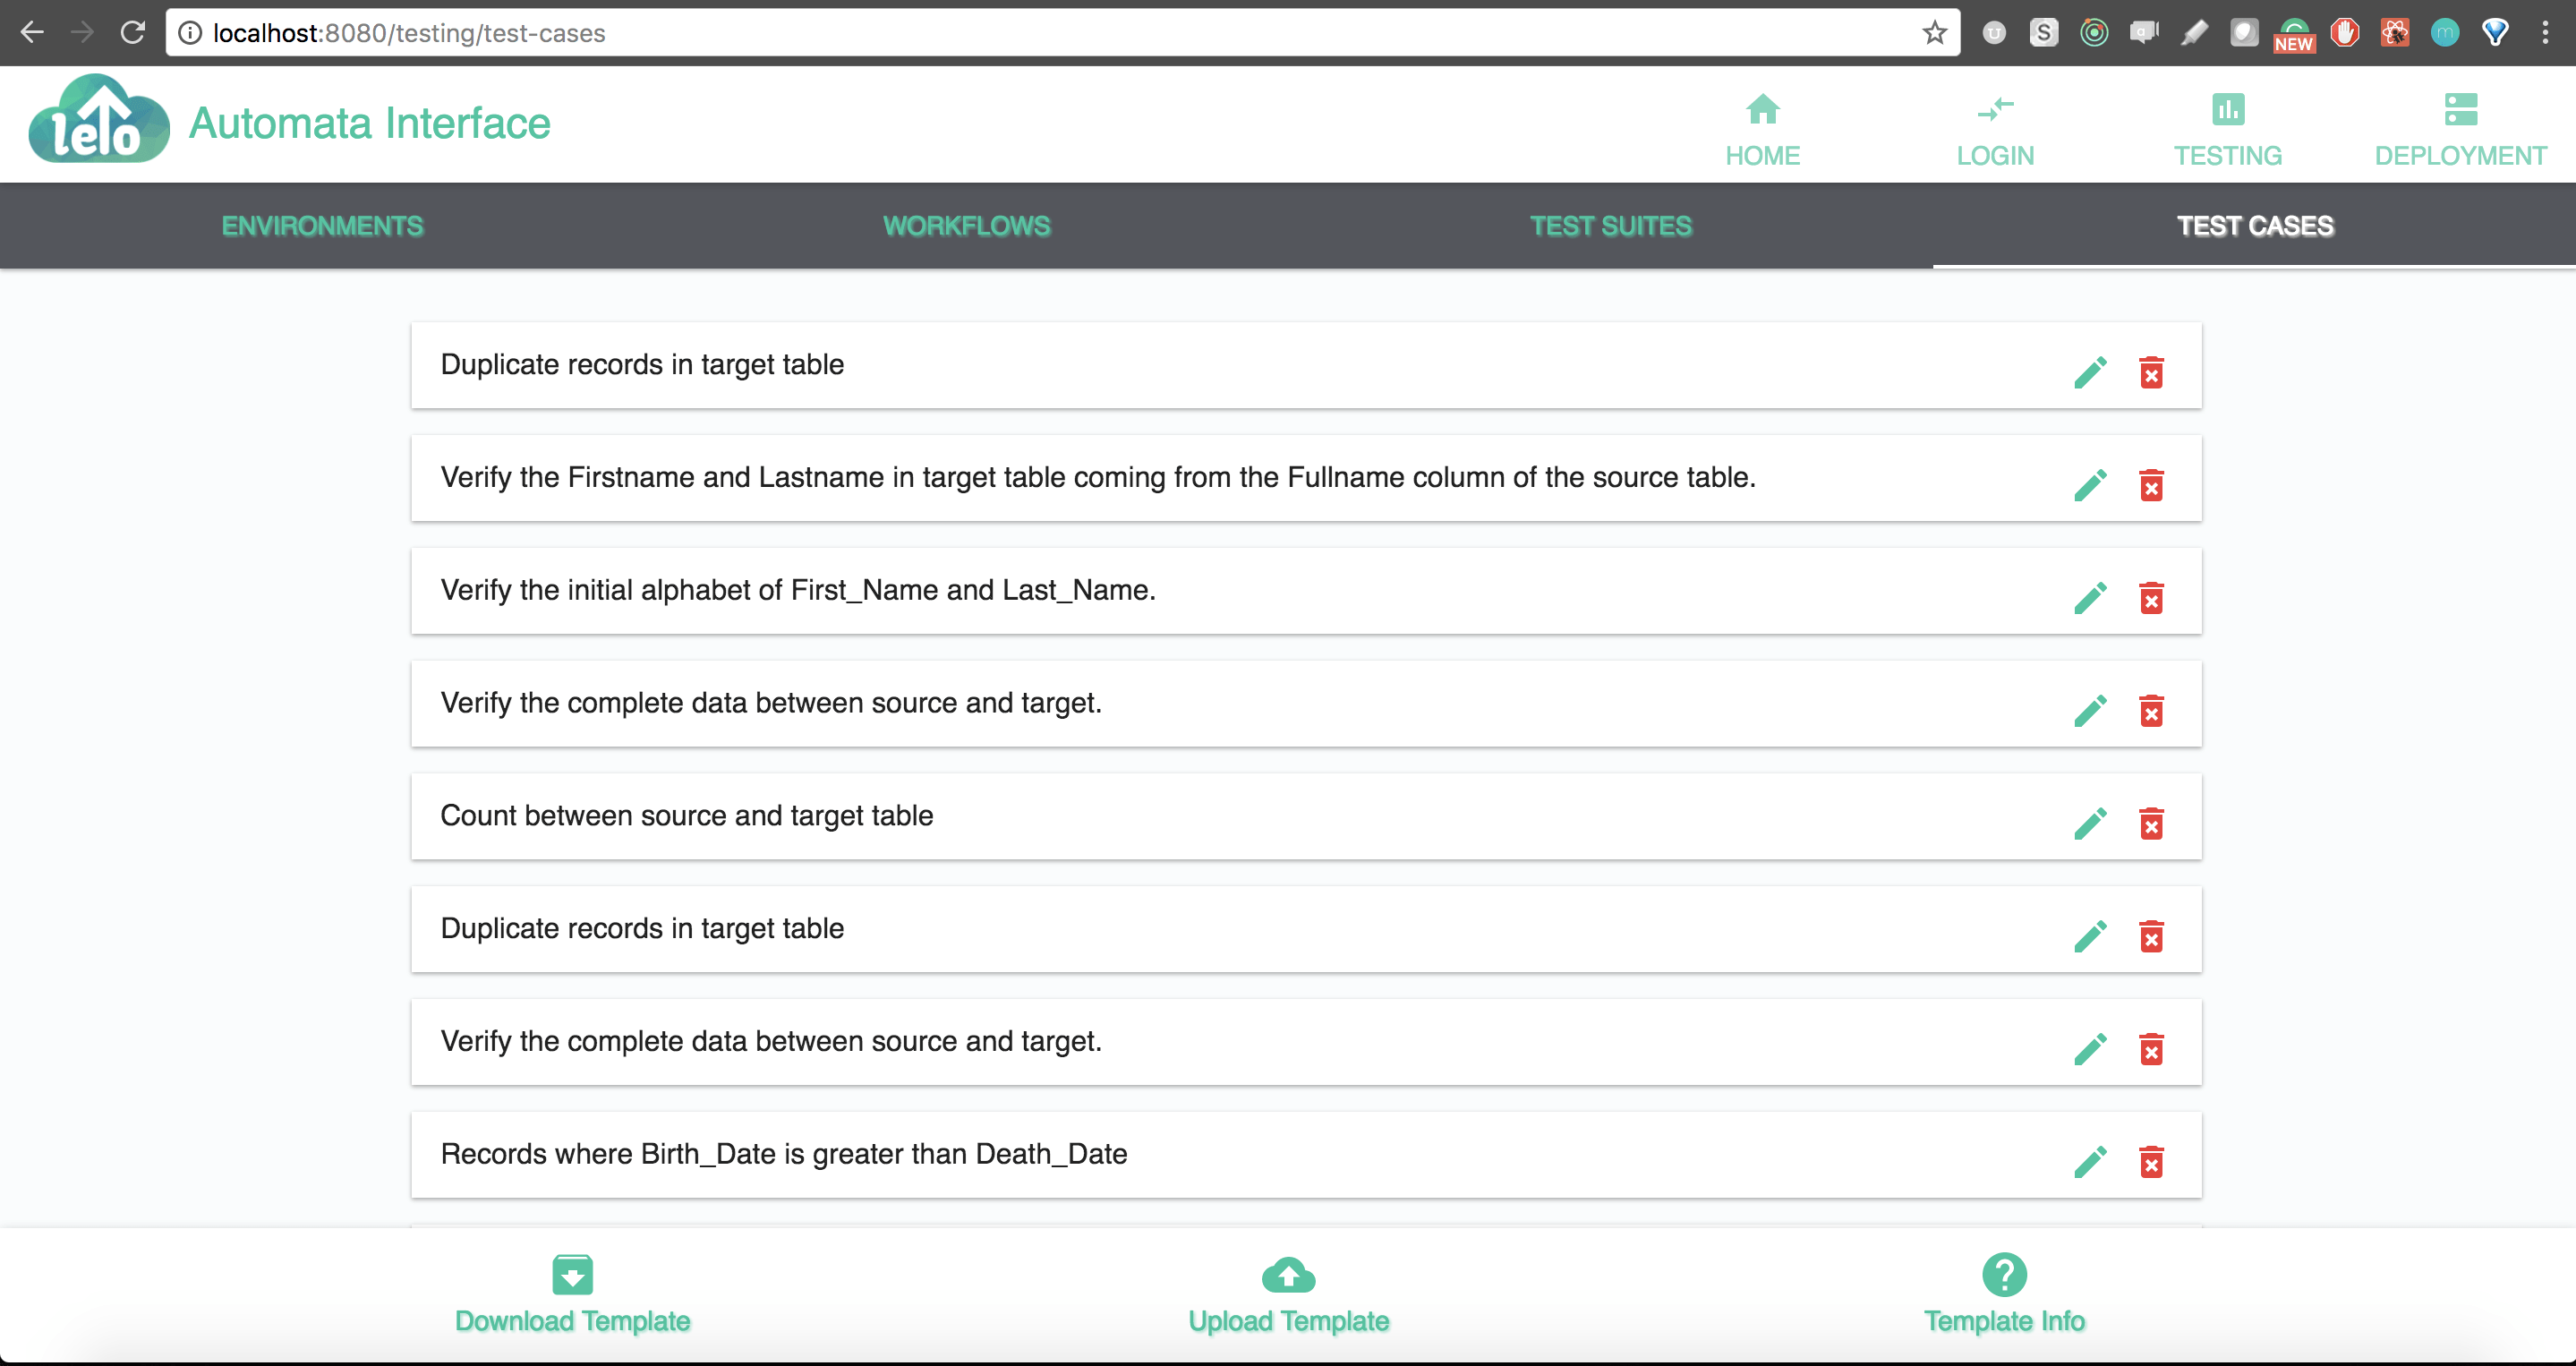 localhost:8080/testing/test-cases
NEW
lelo
Automata Interface
HOME
LOGIN
TESTING
DEPLOYMENT
ENVIRONMENTS
WORKFLOWS
TEST SUITES
TEST CASES
Duplicate records in target table
Verify the Firstname and Lastname in target table coming from the Fullname column of the source table.
Verify the initial alphabet of First_Name and Last_Name.
Verify the complete data between source and target.
Count between source and target table
Duplicate records in target table
Verify the complete data between source and target.
Records where Birth_Date is greater than Death_Date
Download Template
Upload Template
Template Info